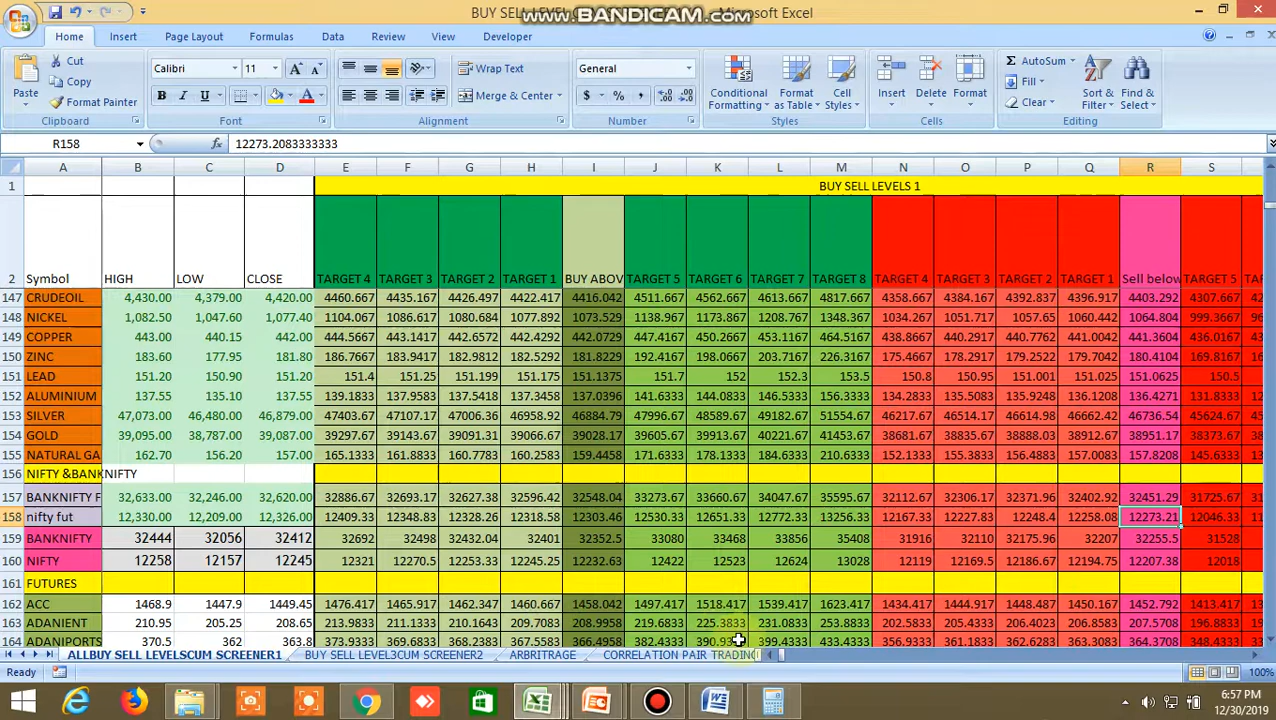 BUY SELL LEVELS - Microsoft Excel
www.BANDICAM.com
Home Insert Page Layout Formulas Data Review View Developer
Paste Cut Copy Format Painter Clipboard
Calibri 11 B I U Font
Wrap Text Merge & Center Alignment
General $ % , Number
Conditional Formatting Format as Table Cell Styles Styles
Insert Delete Format Cells
AutoSum Fill Clear Sort & Filter Find & Select Editing
R158 fx 12273.2083333333
A B C D E F G H I J K L M N O P Q R S
1 BUY SELL LEVELS 1
2 Symbol HIGH LOW CLOSE TARGET 4 TARGET 3 TARGET 2 TARGET 1 BUY ABOV TARGET 5 TARGET 6 TARGET 7 TARGET 8 TARGET 4 TARGET 3 TARGET 2 TARGET 1 Sell below TARGET 5
147 CRUDEOIL 4,430.00 4,379.00 4,420.00 4460.667 4435.167 4426.497 4422.417 4416.042 4511.667 4562.667 4613.667 4817.667 4358.667 4384.167 4392.837 4396.917 4403.292 4307.667
148 NICKEL 1,082.50 1,047.60 1,077.40 1104.067 1086.617 1080.684 1077.892 1073.529 1138.967 1173.867 1208.767 1348.367 1034.267 1051.717 1057.65 1060.442 1064.804 999.3667
149 COPPER 443.00 440.15 442.00 444.5667 443.1417 442.6572 442.4292 442.0729 447.4167 450.2667 453.1167 464.5167 438.8667 440.2917 440.7762 441.0042 441.3604 436.0167
150 ZINC 183.60 177.95 181.80 186.7667 183.9417 182.9812 182.5292 181.8229 192.4167 198.0667 203.7167 226.3167 175.4667 178.2917 179.2522 179.7042 180.4104 169.8167
151 LEAD 151.20 150.90 151.20 151.4 151.25 151.199 151.175 151.1375 151.7 152 152.3 153.5 150.8 150.95 151.001 151.025 151.0625 150.5
152 ALUMINIUM 137.55 135.10 137.55 139.1833 137.9583 137.5418 137.3458 137.0396 141.6333 144.0833 146.5333 156.3333 134.2833 135.5083 135.9248 136.1208 136.4271 131.8333
153 SILVER 47,073.00 46,480.00 46,879.00 47403.67 47107.17 47006.36 46958.92 46884.79 47996.67 48589.67 49182.67 51554.67 46217.67 46514.17 46614.98 46662.42 46736.54 45624.67
154 GOLD 39,095.00 38,787.00 39,087.00 39297.67 39143.67 39091.31 39066.67 39028.17 39605.67 39913.67 40221.67 41453.67 38681.67 38835.67 38888.03 38912.67 38951.17 38373.67
155 NATURAL GA 162.70 156.20 157.00 165.1333 161.8833 160.7783 160.2583 159.4458 171.6333 178.1333 184.6333 210.6333 152.1333 155.3833 156.4883 157.0083 157.8208 145.6333
156 NIFTY &BANKNIFTY
157 BANKNIFTY F 32,633.00 32,246.00 32,620.00 32886.67 32693.17 32627.38 32596.42 32548.04 33273.67 33660.67 34047.67 35595.67 32112.67 32306.17 32371.96 32402.92 32451.29 31725.67
158 nifty fut 12,330.00 12,209.00 12,326.00 12409.33 12348.83 12328.26 12318.58 12303.46 12530.33 12651.33 12772.33 13256.33 12167.33 12227.83 12248.4 12258.08 12273.21 12046.33
159 BANKNIFTY 32444 32056 32412 32692 32498 32432.04 32401 32352.5 33080 33468 33856 35408 31916 32110 32175.96 32207 32255.5 31528
160 NIFTY 12258 12157 12245 12321 12270.5 12253.33 12245.25 12232.63 12422 12523 12624 13028 12119 12169.5 12186.67 12194.75 12207.38 12018
161 FUTURES
162 ACC 1468.9 1447.9 1449.45 1476.417 1465.917 1462.347 1460.667 1458.042 1497.417 1518.417 1539.417 1623.417 1434.417 1444.917 1448.487 1450.167 1452.792 1413.417
163 ADANIENT 210.95 205.25 208.65 213.9833 211.1333 210.1643 209.7083 208.9958 219.6833 225.3833 231.0833 253.8833 202.5833 205.4333 206.4023 206.8583 207.5708 196.8833
164 ADANIPORTS 370.5 362 363.8 373.9333 369.6833 368.2383 367.5583 366.4958 382.4333 399.4333 433.4333 356.9333 361.1833 362.6283 363.3083 364.3708 348.4333
ALLBUY SELL LEVELSCUM SCREENER1 BUY SELL LEVEL3CUM SCREENER2 ARBITRAGE CORRELATION PAIR TRADING
Ready 100%
6:57 PM
12/30/2019